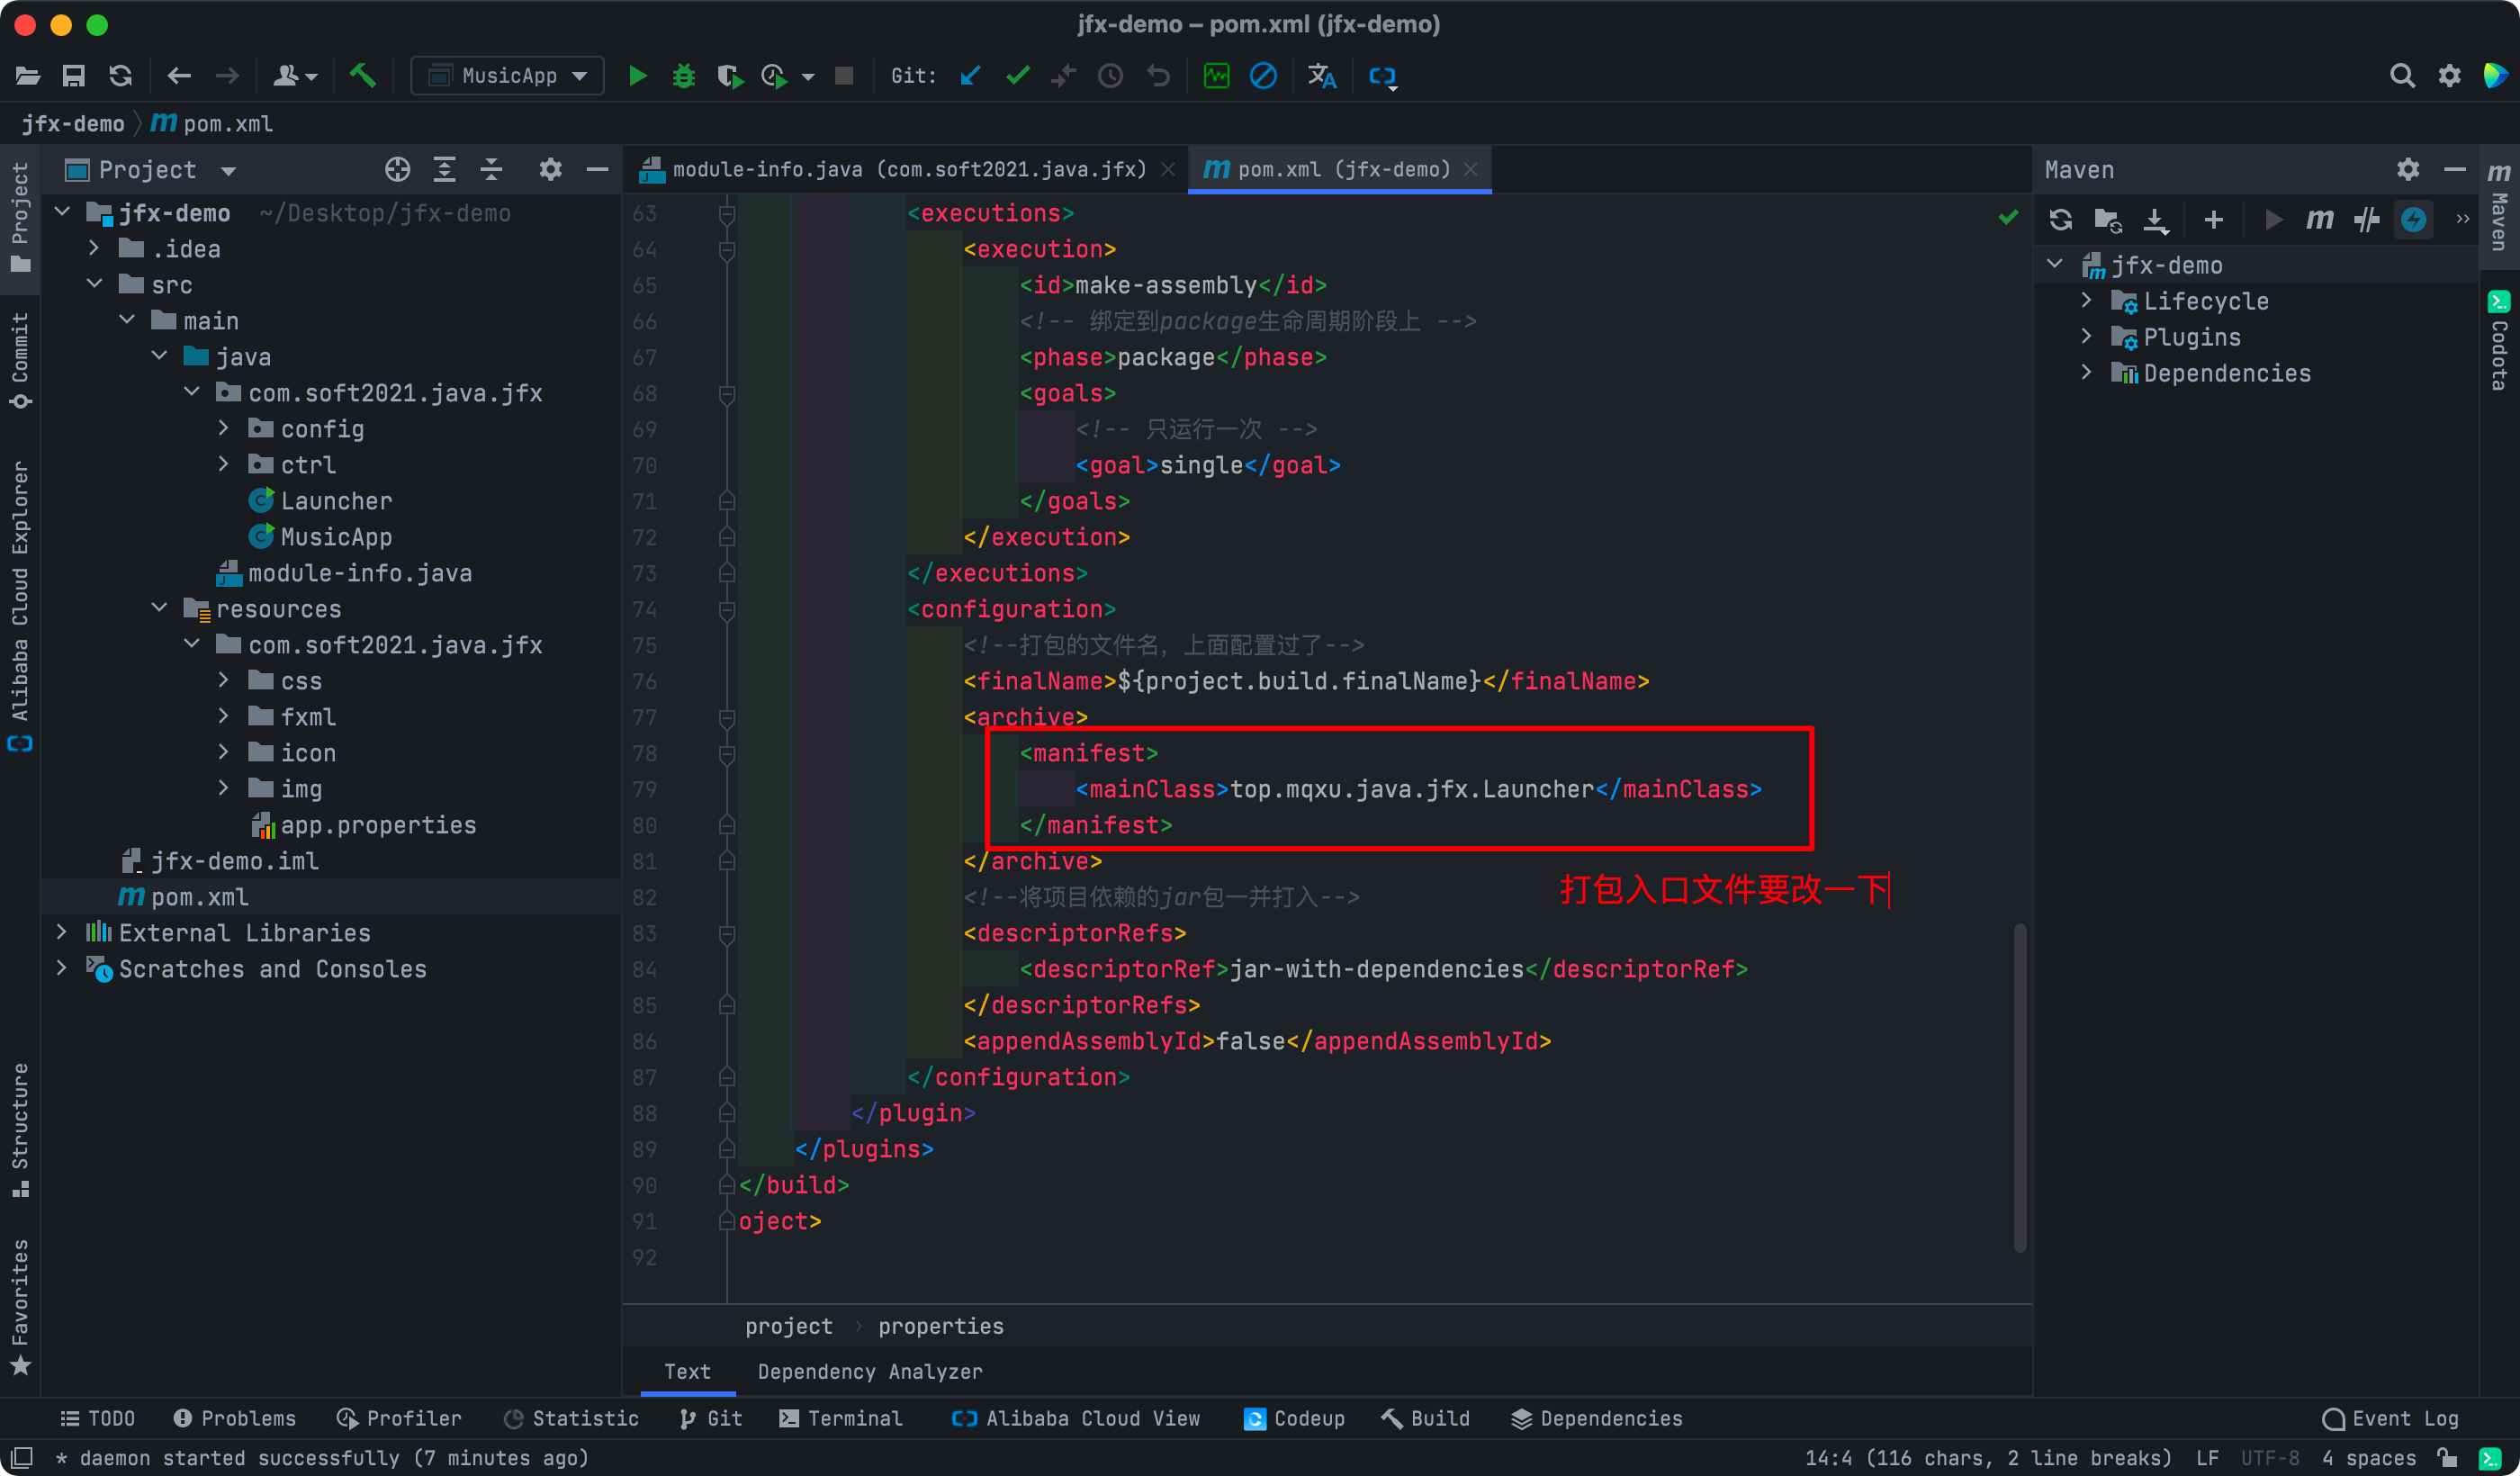 jfx-demo – pom.xml (jfx-demo)
MusicApp
Git:
jfx-demo
pom.xml
Project
module-info.java (com.soft2021.java.jfx)
pom.xml (jfx-demo)
Maven
Project
Commit
Alibaba Cloud Explorer
Structure
Favorites
jfx-demo ~/Desktop/jfx-demo
.idea
src
main
java
com.soft2021.java.jfx
config
ctrl
Launcher
MusicApp
module-info.java
resources
com.soft2021.java.jfx
css
fxml
icon
img
app.properties
jfx-demo.iml
pom.xml
External Libraries
Scratches and Consoles
63 <executions>
64 <execution>
65 <id>make-assembly</id>
66 <!-- 绑定到package生命周期阶段上 -->
67 <phase>package</phase>
68 <goals>
69 <!-- 只运行一次 -->
70 <goal>single</goal>
71 </goals>
72 </execution>
73 </executions>
74 <configuration>
75 <!--打包的文件名，上面配置过了-->
76 <finalName>${project.build.finalName}</finalName>
77 <archive>
78 <manifest>
79 <mainClass>top.mqxu.java.jfx.Launcher</mainClass>
80 </manifest>
81 </archive>
打包入口文件要改一下
82 <!--将项目依赖的jar包一并打入-->
83 <descriptorRefs>
84 <descriptorRef>jar-with-dependencies</descriptorRef>
85 </descriptorRefs>
86 <appendAssemblyId>false</appendAssemblyId>
87 </configuration>
88 </plugin>
89 </plugins>
90 </build>
91 oject>
92
project › properties
Text Dependency Analyzer
jfx-demo
Lifecycle
Plugins
Dependencies
Maven
Codota
TODO Problems Profiler Statistic Git Terminal Alibaba Cloud View Codeup Build Dependencies Event Log
* daemon started successfully (7 minutes ago) 14:4 (116 chars, 2 line breaks) LF UTF-8 4 spaces